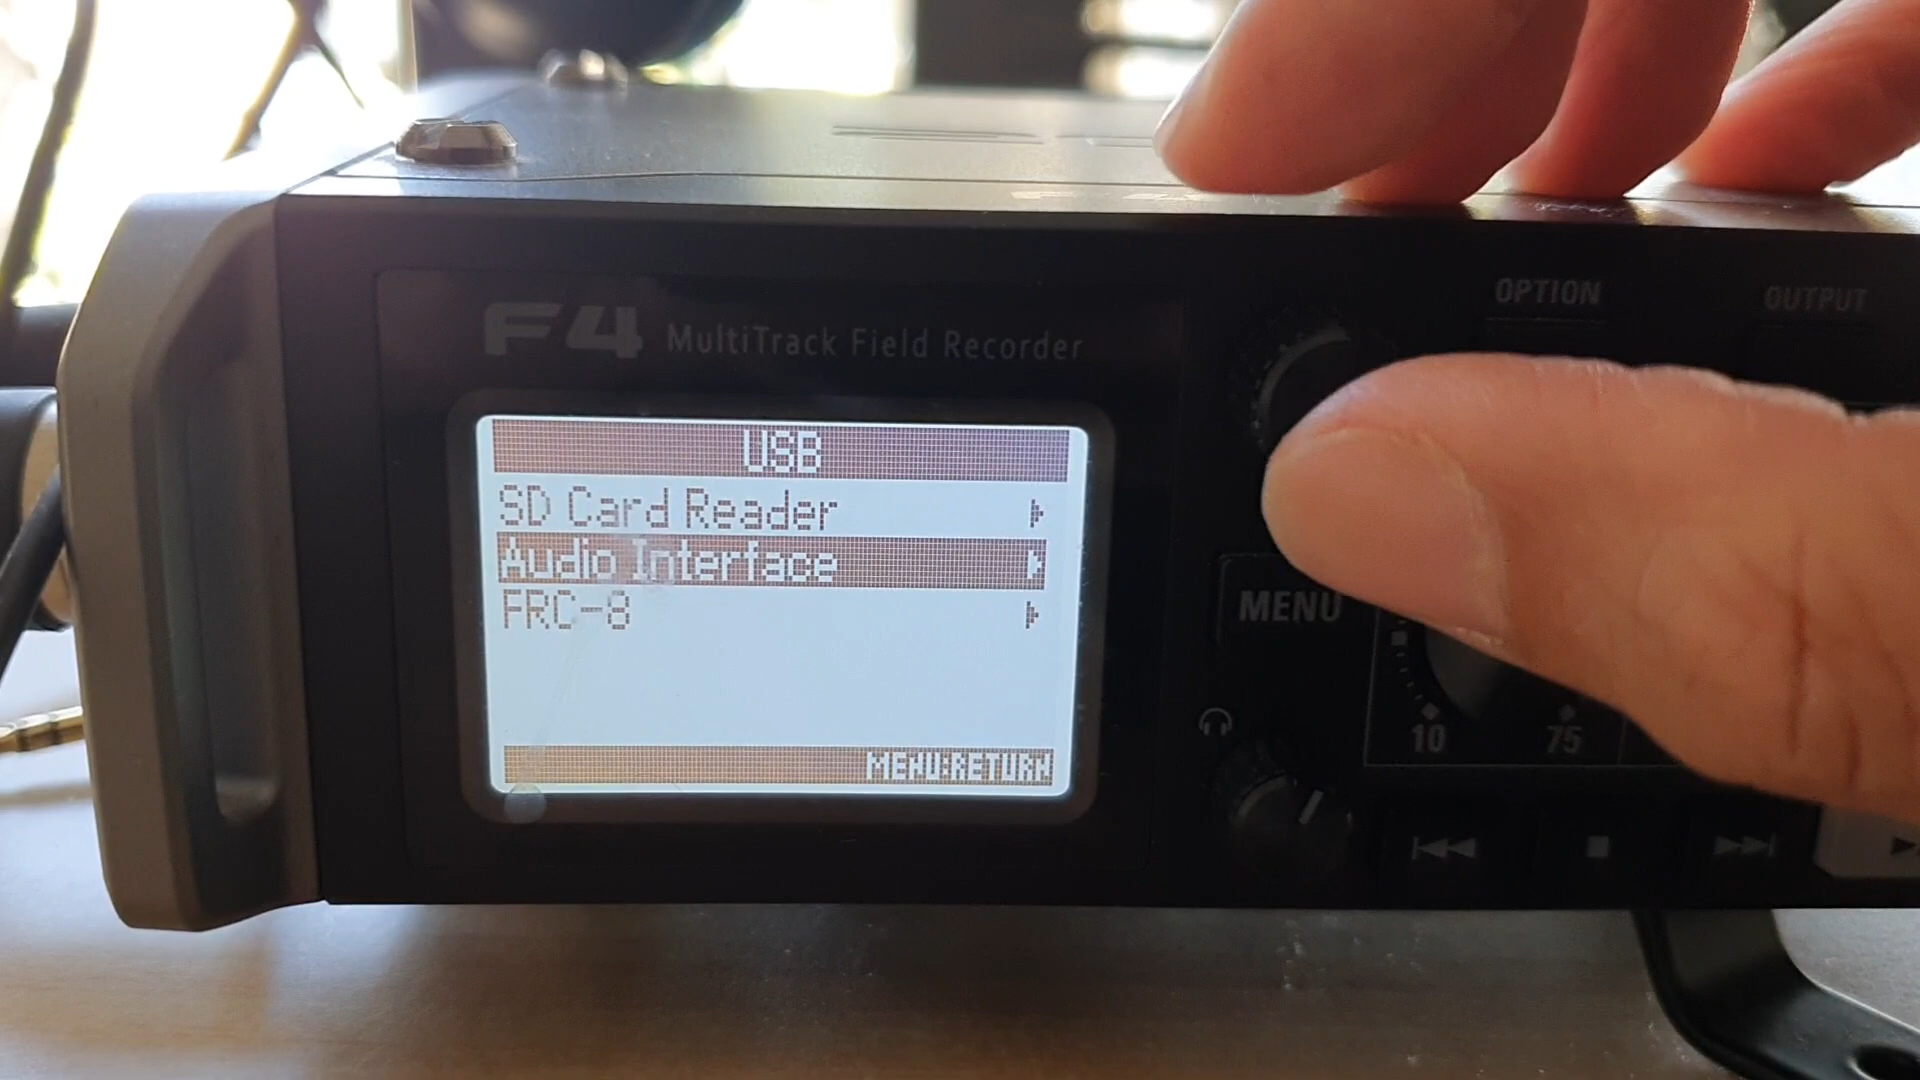 F4 MultiTrack Field Recorder
OPTION
OUTPUT
USB
SD Card Reader
Audio Interface
FRC-8
MENU:RETURN
MENU
10
75